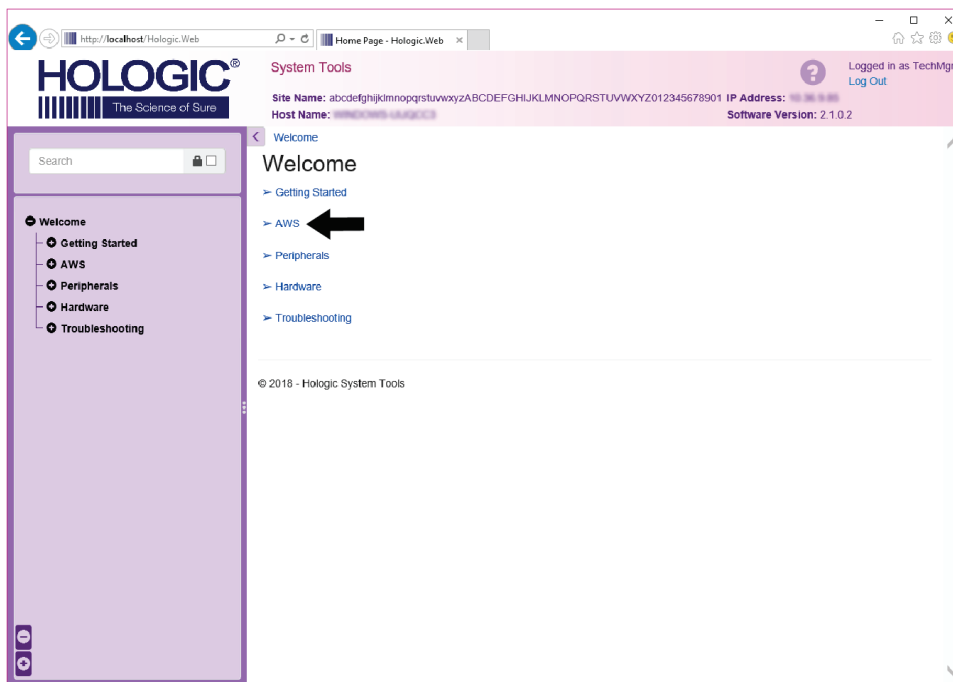 http://localhost/Hologic.Web
Home Page - Hologic.Web
HOLOGIC®
The Science of Sure
System Tools
Logged in as TechMgr
Log Out
Site Name: abcdefghijklmnopqrstuvwxyzABCDEFGHIJKLMNOPQRSTUVWXYZ012345678901 IP Address:
Host Name:
Software Version: 2.1.0.2
Search
Welcome
Getting Started
AWS
Peripherals
Hardware
Troubleshooting
Welcome
Welcome
➢ Getting Started
➢ AWS
➢ Peripherals
➢ Hardware
➢ Troubleshooting
© 2018 - Hologic System Tools